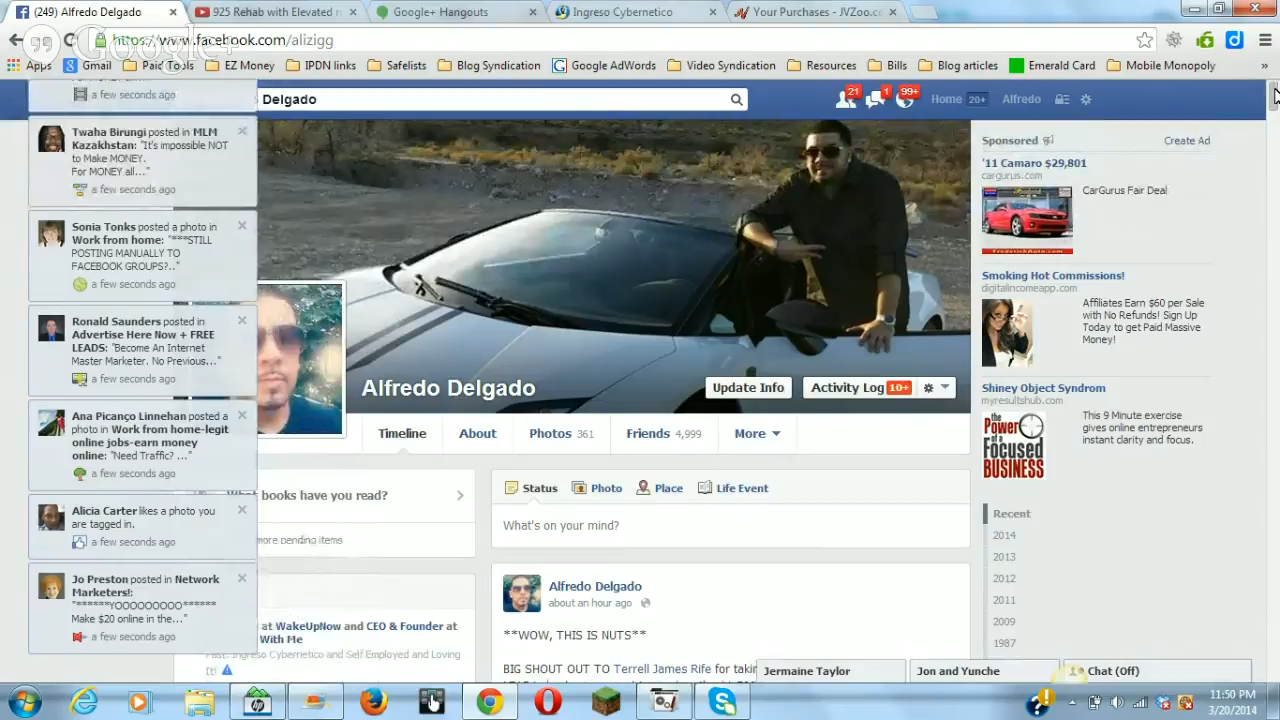 (249) Alfredo Delgado
925 Rehab with Elevated n
Google+ Hangouts
Ingreso Cybernetico
Your Purchases - JVZoo.c
Google+
https://www.facebook.com/alizigg
Apps
Gmail
Paid Tools
EZ Money
IPDN links
Safelists
Blog Syndication
Google AdWords
Video Syndication
Resources
Bills
Blog articles
Emerald Card
Mobile Monopoly
»
Delgado
21
1
99+
Home 20+
Alfredo
a few seconds ago
Twaha Birungi posted in MLM
Kazakhstan: "It's impossible NOT
to Make MONEY.
For MONEY all..."
a few seconds ago
Sonia Tonks posted a photo in
Work from home: "***STILL
POSTING MANUALLY TO
FACEBOOK GROUPS?.."
a few seconds ago
Ronald Saunders posted in
Advertise Here Now + FREE
LEADS: "Become An Internet
Master Marketer. No Previous..."
a few seconds ago
Ana Picanço Linnehan posted a
photo in Work from home-legit
online jobs-earn money
online: "Need Traffic? ..."
a few seconds ago
Alicia Carter likes a photo you
are tagged in.
a few seconds ago
Jo Preston posted in Network
Marketers!:
"******YOOOOOOOOO******
Make $20 online in the..."
a few seconds ago
Alfredo Delgado
Update Info
Activity Log 10+
Timeline
About
Photos 361
Friends 4,999
More
What books have you read?
more pending items
at WakeUpNow and CEO & Founder at
With Me
Past: Ingreso Cybernetico and Self Employed and Loving
Status
Photo
Place
Life Event
What's on your mind?
Alfredo Delgado
about an hour ago
**WOW, THIS IS NUTS**
BIG SHOUT OUT TO Terrell James Rife for takin
Sponsored
Create Ad
'11 Camaro $29,801
cargurus.com
CarGurus Fair Deal
Smoking Hot Commissions!
digitalincomeapp.com
Affiliates Earn $60 per Sale
with No Refunds! Sign Up
Today to get Paid Massive
Money!
Shiney Object Syndrom
myresultshub.com
the Power
of a
Focused
BUSINESS
This 9 Minute exercise
gives online entrepreneurs
instant clarity and focus.
Recent
2014
2013
2012
2011
2009
1987
Jermaine Taylor
Jon and Yunche
Chat (Off)
11:50 PM
3/20/2014